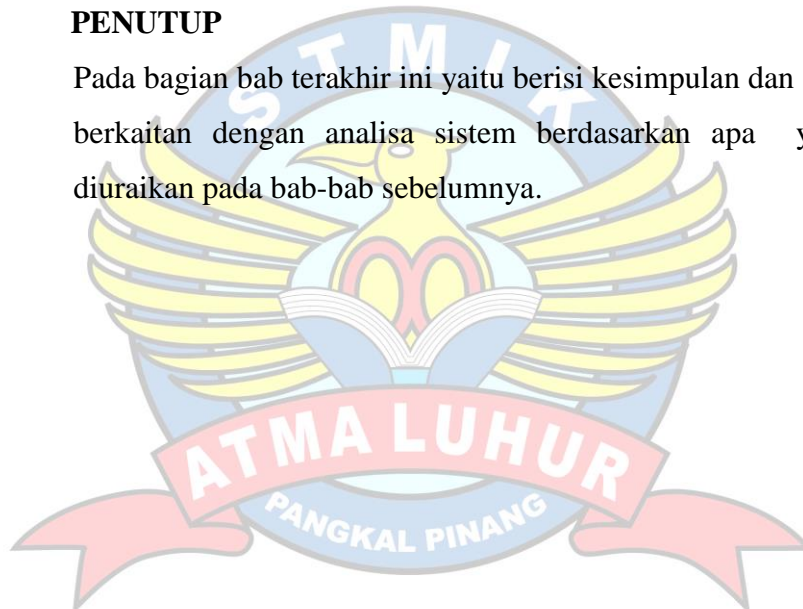 PENUTUP
Pada bagian bab terakhir ini yaitu berisi kesimpulan dan
berkaitan dengan analisa sistem berdasarkan apa y
diuraikan pada bab-bab sebelumnya.
STMIK
ATMA LUHUR
PANGKAL PINANG